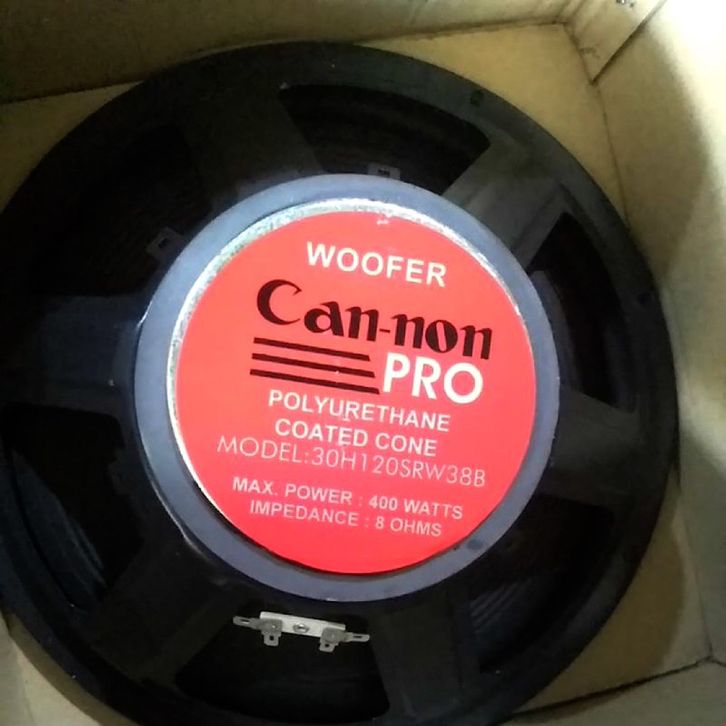 WOOFER
Can-non
PRO
POLYURETHANE
COATED CONE
MODEL:30H120SRW38B
MAX. POWER : 400 WATTS
IMPEDANCE : 8 OHMS